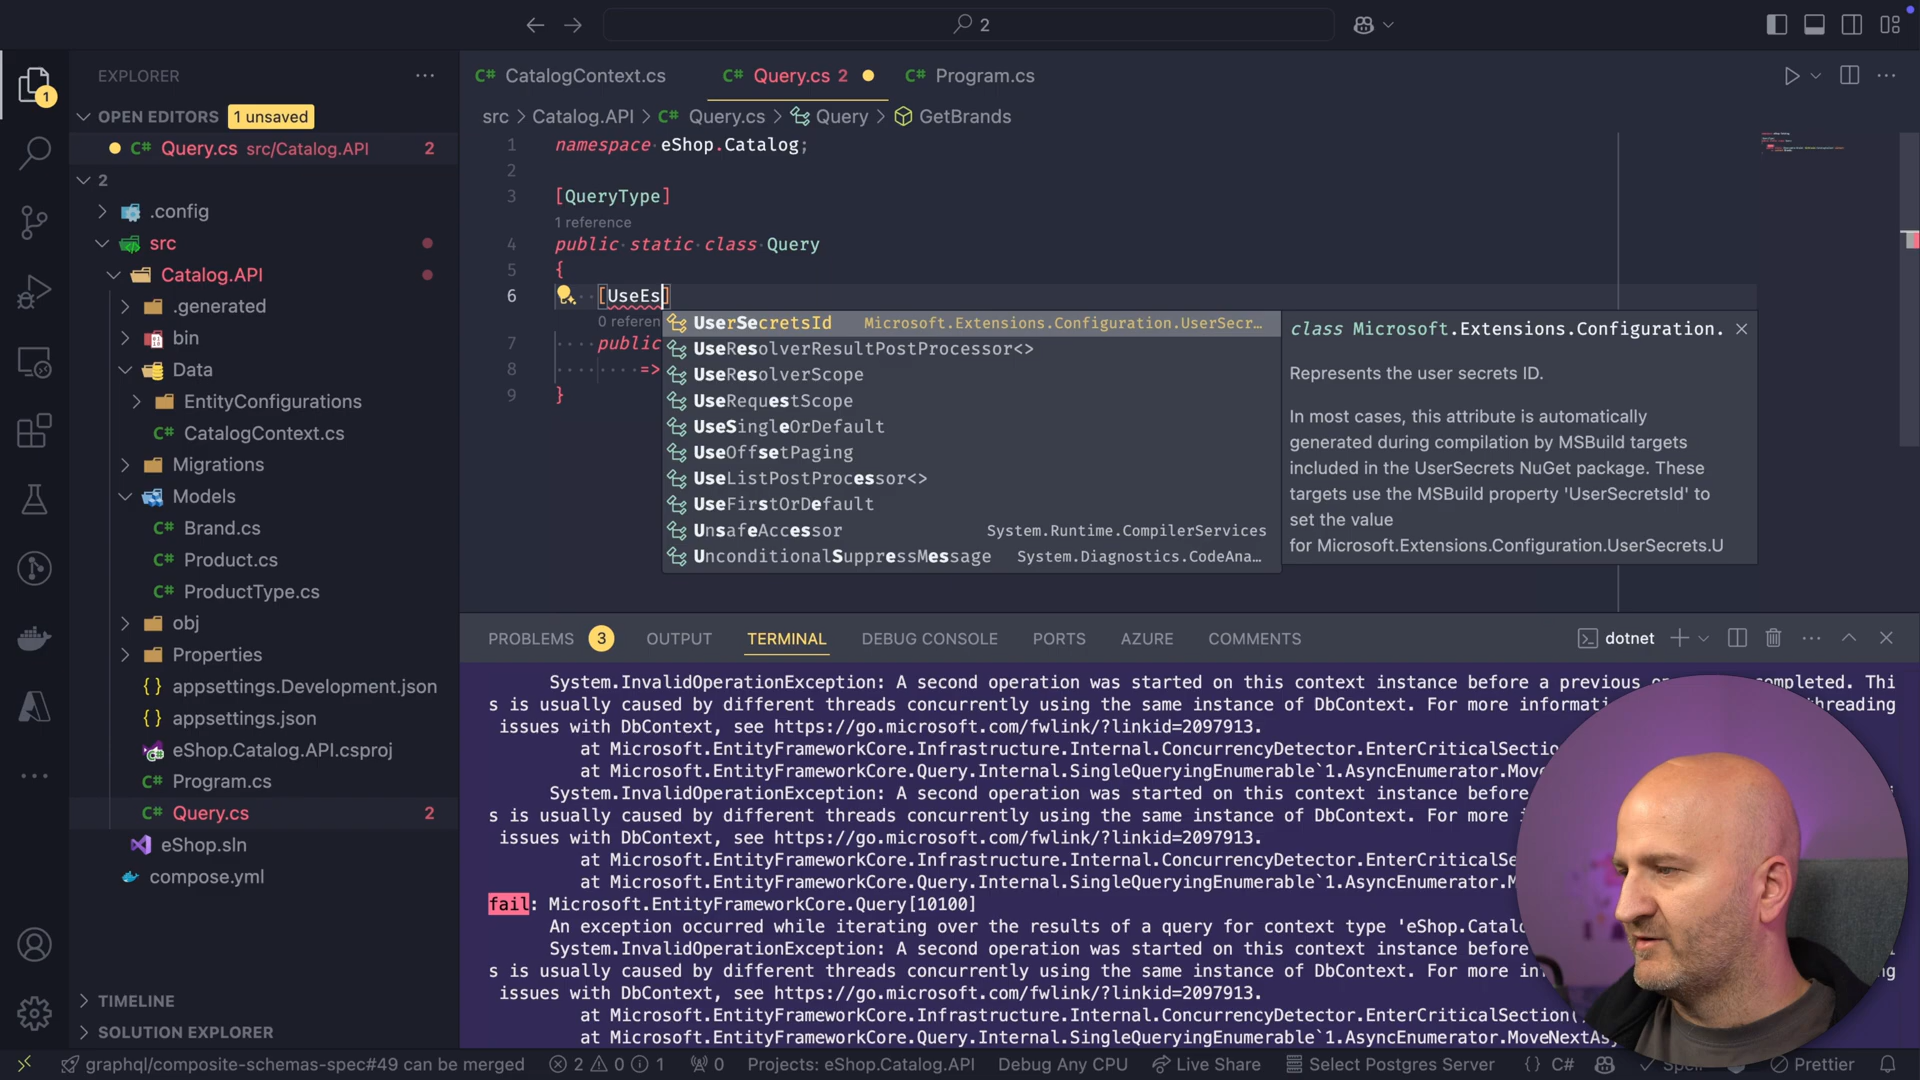 2
EXPLORER
OPEN EDITORS
1 unsaved
C# Query.cs src/Catalog.API 2
2
.config
src
Catalog.API
.generated
bin
Data
EntityConfigurations
C# CatalogContext.cs
Migrations
Models
C# Brand.cs
C# Product.cs
C# ProductType.cs
obj
Properties
{} appsettings.Development.json
{} appsettings.json
eShop.Catalog.API.csproj
C# Program.cs
C# Query.cs 2
eShop.sln
compose.yml
TIMELINE
SOLUTION EXPLORER
1
C# CatalogContext.cs
C# Query.cs 2
C# Program.cs
src > Catalog.API > C# Query.cs > Query > GetBrands
1 namespace eShop.Catalog;
2
3 [QueryType]
1 reference
4 public static class Query
5 {
6 [UseEs]
0 referen
7 public
8 =>
9 }
UserSecretsId Microsoft.Extensions.Configuration.UserSecr...
UseResolverResultPostProcessor<>
UseResolverScope
UseRequestScope
UseSingleOrDefault
UseOffsetPaging
UseListPostProcessor<>
UseFirstOrDefault
UnsafeAccessor System.Runtime.CompilerServices
UnconditionalSuppressMessage System.Diagnostics.CodeAna...
class Microsoft.Extensions.Configuration.
Represents the user secrets ID.
In most cases, this attribute is automatically
generated during compilation by MSBuild targets
included in the UserSecrets NuGet package. These
targets use the MSBuild property 'UserSecretsId' to
set the value
for Microsoft.Extensions.Configuration.UserSecrets.U
PROBLEMS 3 OUTPUT TERMINAL DEBUG CONSOLE PORTS AZURE COMMENTS
dotnet
System.InvalidOperationException: A second operation was started on this context instance before a previous completed. Thi
s is usually caused by different threads concurrently using the same instance of DbContext. For more informati threading
issues with DbContext, see https://go.microsoft.com/fwlink/?linkid=2097913.
at Microsoft.EntityFrameworkCore.Infrastructure.Internal.ConcurrencyDetector.EnterCriticalSection
at Microsoft.EntityFrameworkCore.Query.Internal.SingleQueryingEnumerable`1.AsyncEnumerator.Move
System.InvalidOperationException: A second operation was started on this context instance before
s is usually caused by different threads concurrently using the same instance of DbContext. For more i
issues with DbContext, see https://go.microsoft.com/fwlink/?linkid=2097913.
at Microsoft.EntityFrameworkCore.Infrastructure.Internal.ConcurrencyDetector.EnterCriticalSec
at Microsoft.EntityFrameworkCore.Query.Internal.SingleQueryingEnumerable`1.AsyncEnumerator.M
fail: Microsoft.EntityFrameworkCore.Query[10100]
An exception occurred while iterating over the results of a query for context type 'eShop.Catal
System.InvalidOperationException: A second operation was started on this context instance before
s is usually caused by different threads concurrently using the same instance of DbContext. For more in ng
issues with DbContext, see https://go.microsoft.com/fwlink/?linkid=2097913.
at Microsoft.EntityFrameworkCore.Infrastructure.Internal.ConcurrencyDetector.EnterCriticalSection(
at Microsoft.EntityFrameworkCore.Query.Internal.SingleQueryingEnumerable`1.AsyncEnumerator.MoveNextAs
graphql/composite-schemas-spec#49 can be merged 2 0 1 0 Projects: eShop.Catalog.API Debug Any CPU Live Share Select Postgres Server {} C# Spell Prettier